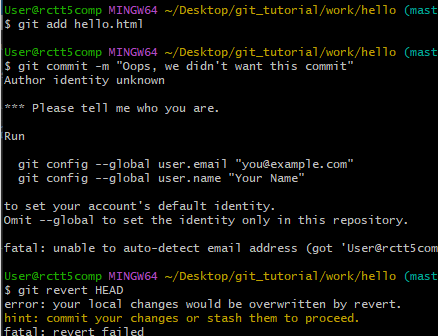 User@rctt5comp MINGW64 ~/Desktop/git_tutorial/work/hello (mast
$ git add hello.html
User@rctt5comp MINGW64 ~/Desktop/git_tutorial/work/hello (mast
$ git commit -m "Oops, we didn't want this commit"
Author identity unknown
*** Please tell me who you are.
Run
git config --global user.email "you@example.com"
git config --global user.name "Your Name"
to set your account's default identity.
Omit --global to set the identity only in this repository.
fatal: unable to auto-detect email address (got 'User@rctt5com
User@rctt5comp MINGW64 ~/Desktop/git_tutorial/work/hello (mast
$ git revert HEAD
error: your local changes would be overwritten by revert.
hint: commit your changes or stash them to proceed.
fatal: revert failed